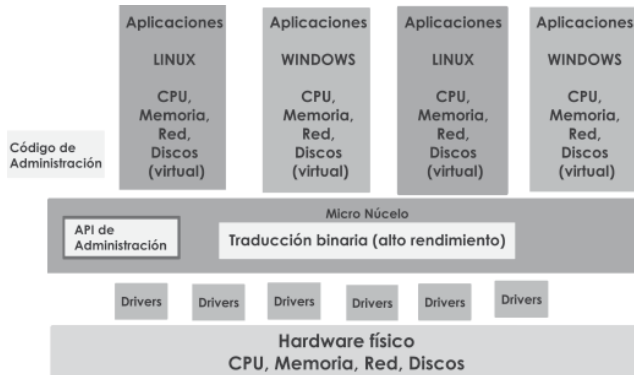 Aplicaciones
LINUX
CPU,
Memoria,
Red,
Discos
(virtual)
Aplicaciones
WINDOWS
CPU,
Memoria,
Red,
Discos
(virtual)
Aplicaciones
LINUX
CPU,
Memoria,
Red,
Discos
(virtual)
Aplicaciones
WINDOWS
CPU,
Memoria,
Red,
Discos
(virtual)
Código de
Administración
Micro Núcelo
API de
Administración
Traducción binaria (alto rendimiento)
Drivers
Drivers
Drivers
Drivers
Drivers
Drivers
Hardware físico
CPU, Memoria, Red, Discos